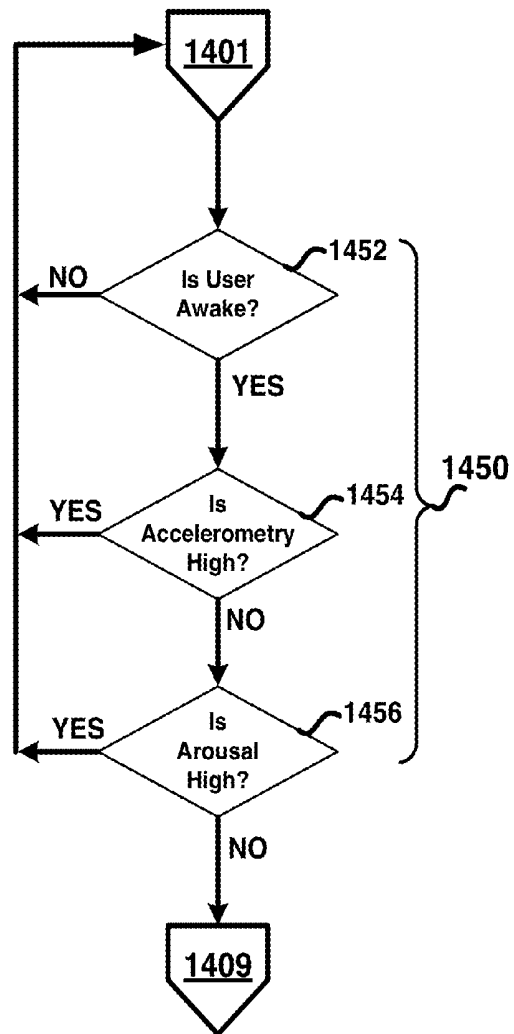 1401
1452
Is User
Awake?
NO
YES
1450
1454
Is
Accelerometry
High?
YES
NO
1456
Is
Arousal
High?
YES
NO
1409